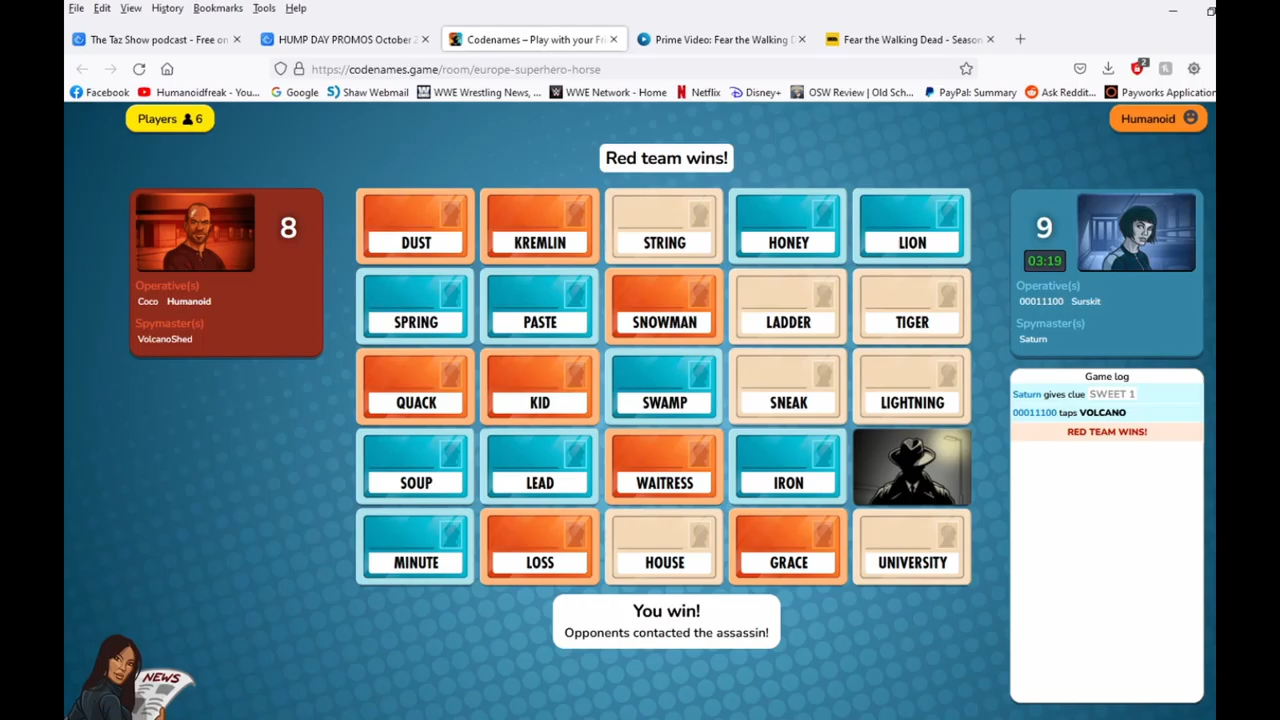 File Edit View History Bookmarks Tools Help
The Taz Show podcast - Free on HUMP DAY PROMOS October 2 Codenames – Play with your Fri Prime Video: Fear the Walking D Fear the Walking Dead - Season
https://codenames.game/room/europe-superhero-horse 2
Facebook Humanoidfreak - You... Google Shaw Webmail WWE Wrestling News, ... WWE Network - Home Netflix Disney+ OSW Review | Old Sch... PayPal: Summary Ask Reddit... Payworks Application
Players 6
Humanoid
Red team wins!
8
Operative(s)
Coco Humanoid
Spymaster(s)
VolcanoShed
DUST KREMLIN STRING HONEY LION
SPRING PASTE SNOWMAN LADDER TIGER
QUACK KID SWAMP SNEAK LIGHTNING
SOUP LEAD WAITRESS IRON
MINUTE LOSS HOUSE GRACE UNIVERSITY
9
03:19
Operative(s)
00011100 Surskit
Spymaster(s)
Saturn
Game log
Saturn gives clue SWEET 1
00011100 taps VOLCANO
RED TEAM WINS!
You win!
Opponents contacted the assassin!
NEWS